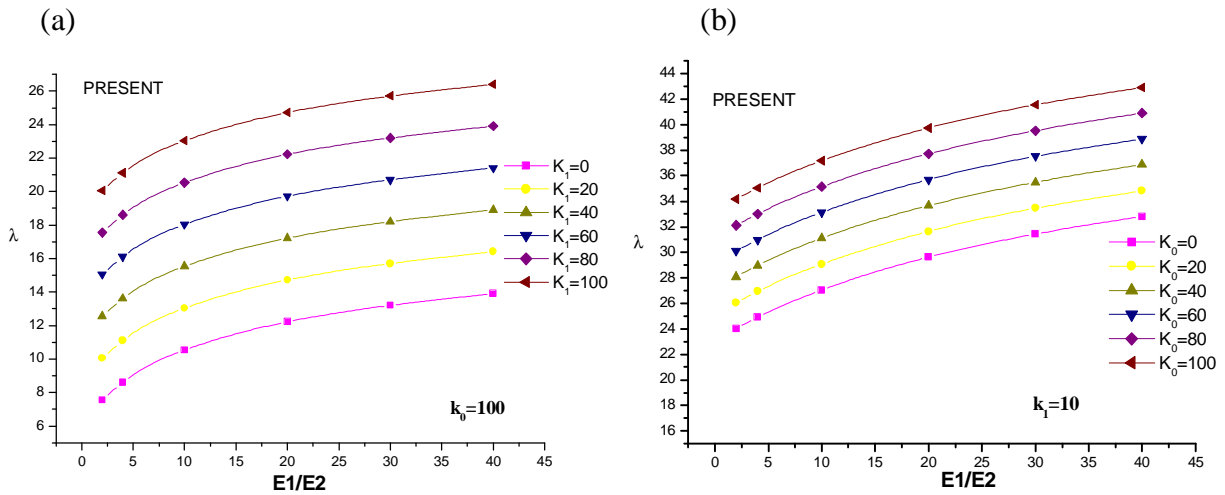 (a)
PRESENT
λ
26
24
22
20
18
16
14
12
10
8
6
0 5 10 15 20 25 30 35 40 45
E1/E2
K₁=0
K₁=20
K₁=40
K₁=60
K₁=80
K₁=100
k₀=100
(b)
PRESENT
λ
44
42
40
38
36
34
32
30
28
26
24
22
20
18
16
14
0 5 10 15 20 25 30 35 40 45
E1/E2
K₀=0
K₀=20
K₀=40
K₀=60
K₀=80
K₀=100
k₁=10